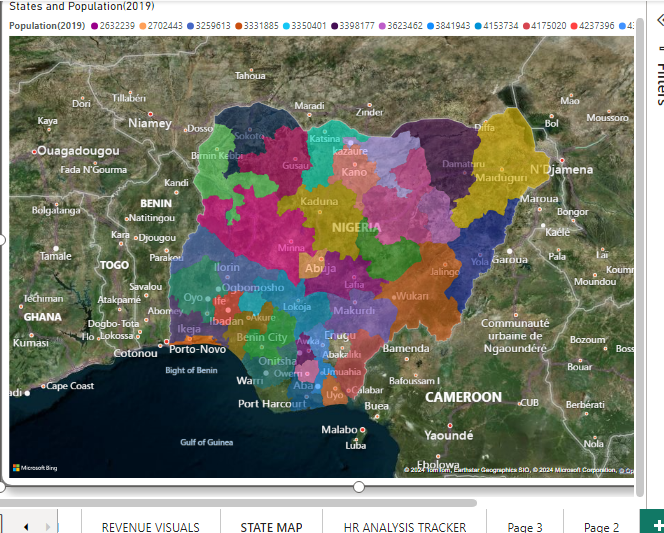 States and Population(2019)
Population(2019) 2632239 2702443 3259613 3331885 3350401 3398177 3623462 3841943 4153734 4175020 4237396
Filters
Tahoua
Tillabéri
Maradi
Zinder
Mao
Dori
Moussoro
Kaya
Niamey
Dosso
Sokoto
Katsina
Diffa
Bol
Ouagadougou
Birnin Kebbi
Gusau
kazaure
Kano
Damaturu
N'Djamena
Fada N'Gourma
Maiduguri
Kandi
Maroua
Bolgatanga
BENIN
Kaduna
Bongor
Natitingou
NIGERIA
Kaélé
Kara
Djougou
Tamale
Parakou
Minna
Yola
Garoua
Pala
Lai
TOGO
Ilorin
Abuja
Jalingo
Moundou
Savalou
Ogbomosho
Lafia
Techiman
Atakpamé
Oyo
Ife
Lokoja
Makurdi
Wukari
GHANA
Dogbo-Tota
Ibadan
Akure
Communauté
urbaine de
Ngaoundéré
Lokossa
Ikeja
Benin City
Enugu
Kumasi
Cotonou
Porto-Novo
Awka
Abakaliki
Bamenda
Bozoum
Onitsha
Bight of Benin
Owerri
Umuahia
Bouar
Warri
Aba
Calabar
Bafoussam
Cape Coast
Uyo
CAMEROON
Port Harcourt
Buea
CUB
Berbérati
Malabo
Yaoundé
Gulf of Guinea
Luba
Nola
Ebolowa
Microsoft Bing
© 2024 TomTom, Earthstar Geographics SIO, © 2024 Microsoft Corporation,
REVENUE VISUALS STATE MAP HR ANALYSIS TRACKER Page 3 Page 2